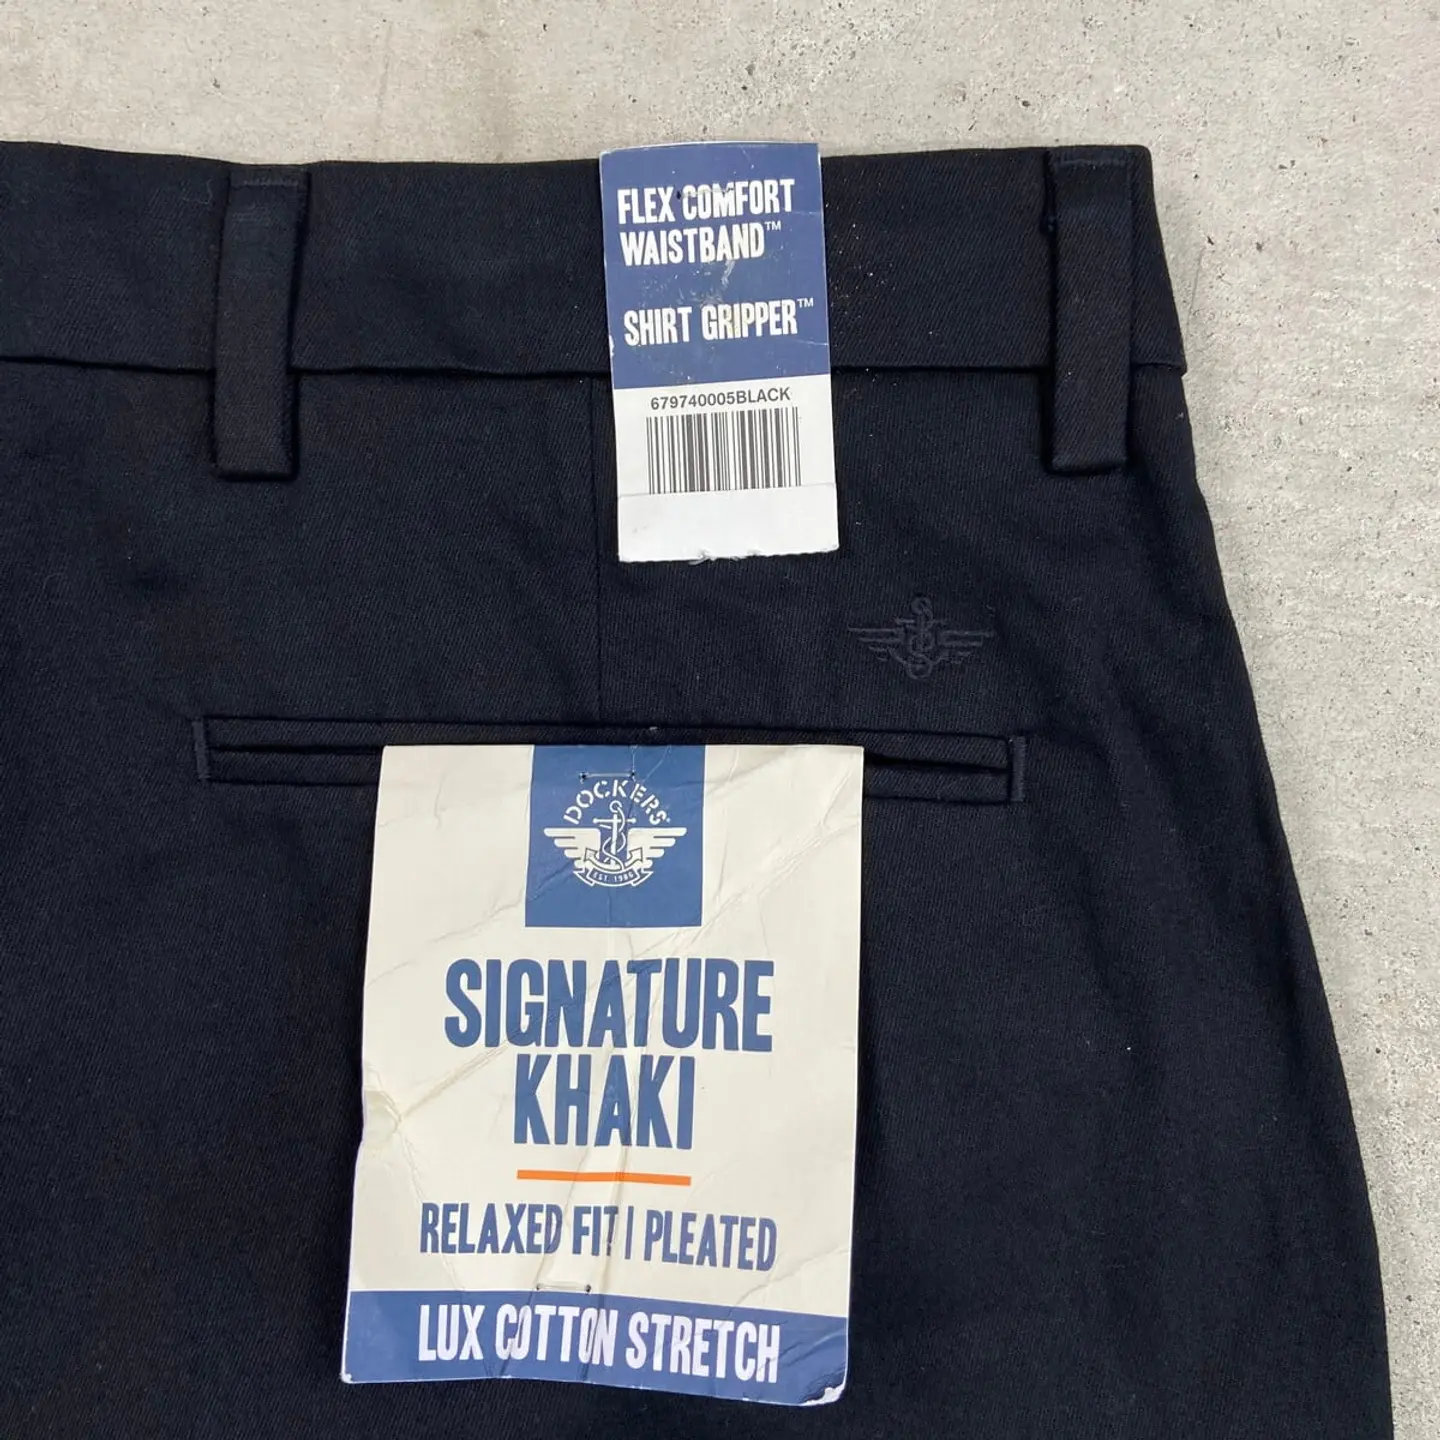 FLEX COMFORT
WAISTBAND™
SHIRT GRIPPER™
679740005BLACK
DOCKERS®
EST. 1986
SIGNATURE
KHAKI
RELAXED FIT | PLEATED
LUX COTTON STRETCH